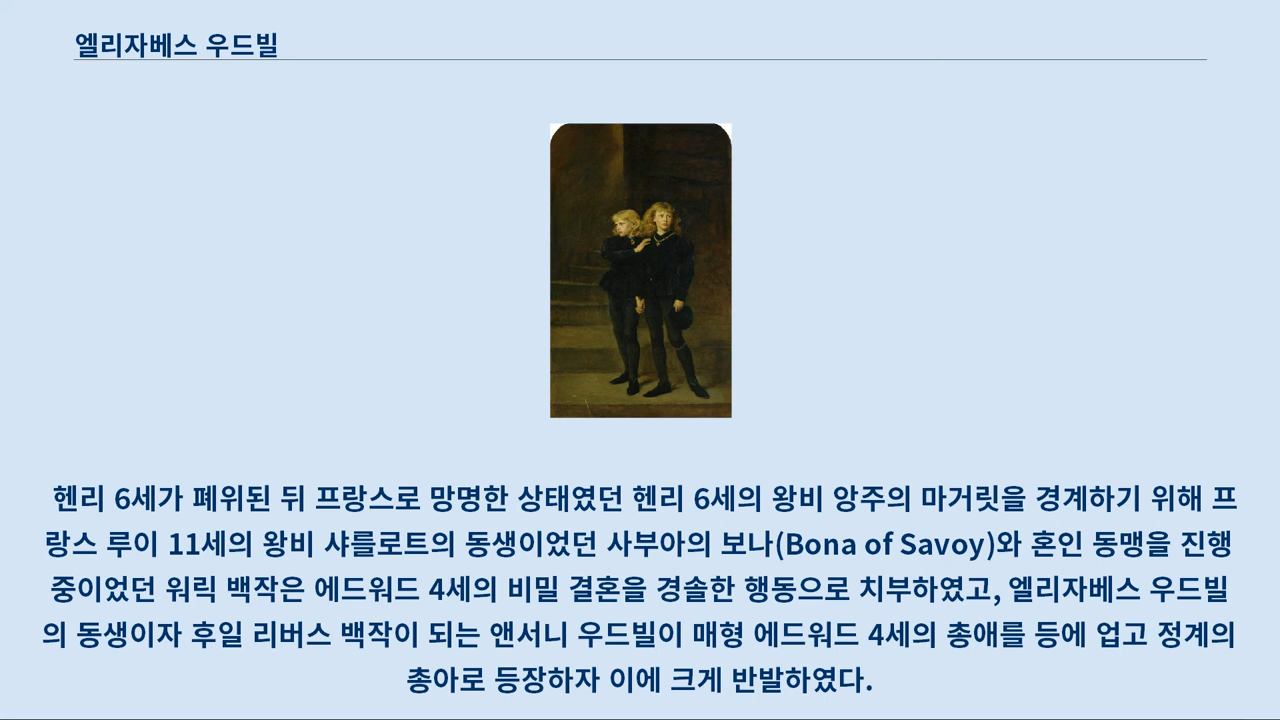 엘리자베스 우드빌
헨리 6세가 폐위된 뒤 프랑스로 망명한 상태였던 헨리 6세의 왕비 앙주의 마거릿을 경계하기 위해 프
랑스 루이 11세의 왕비 샤를로트의 동생이었던 사부아의 보나(Bona of Savoy)와 혼인 동맹을 진행
중이었던 워릭 백작은 에드워드 4세의 비밀 결혼을 경솔한 행동으로 치부하였고, 엘리자베스 우드빌
의 동생이자 후일 리버스 백작이 되는 앤서니 우드빌이 매형 에드워드 4세의 총애를 등에 업고 정계의
총아로 등장하자 이에 크게 반발하였다.